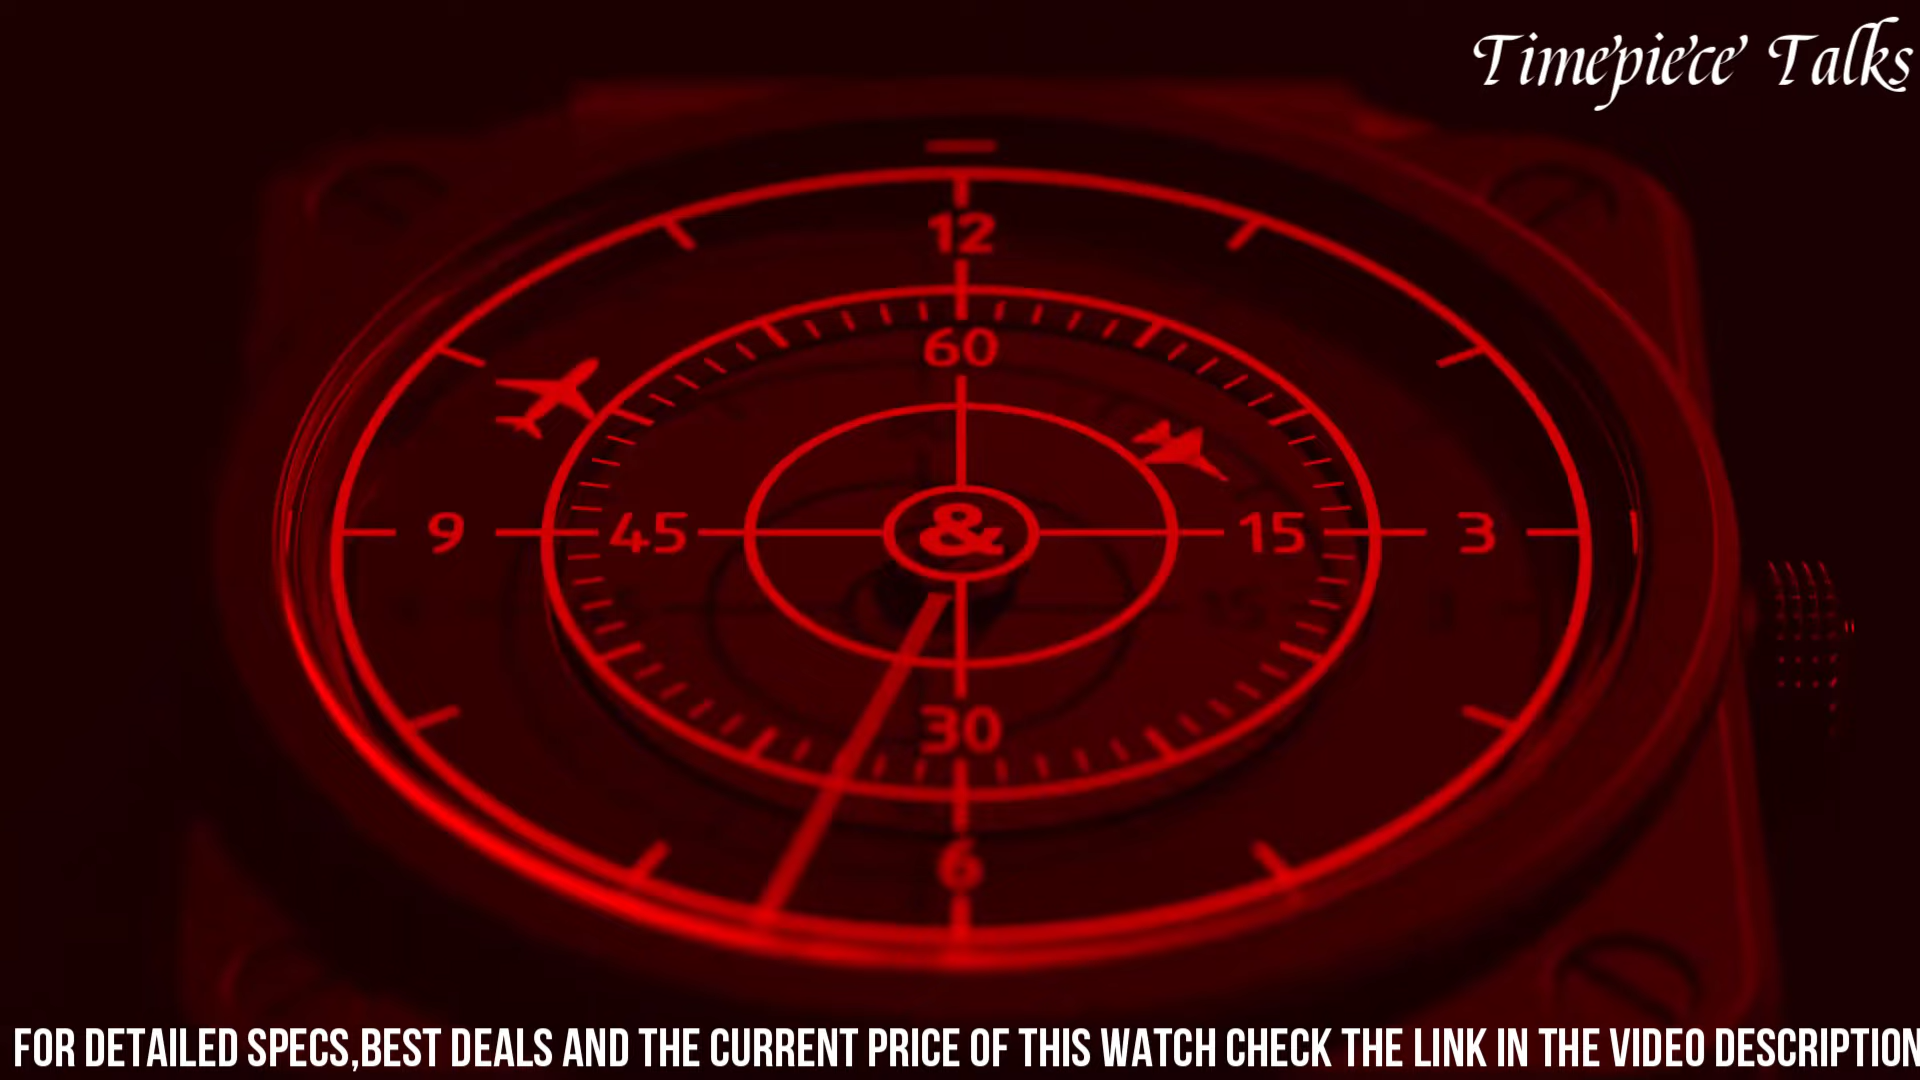 Timepiece Talks
12
60
9 45 & 15 3
30
6
FOR DETAILED SPECS,BEST DEALS AND THE CURRENT PRICE OF THIS WATCH CHECK THE LINK IN THE VIDEO DESCRIPTION